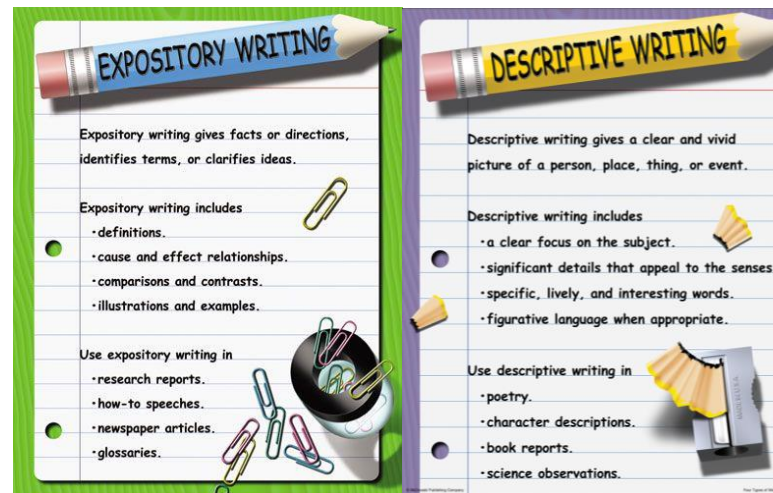 EXPOSITORY WRITING
Expository writing gives facts or directions,
identifies terms, or clarifies ideas.
Expository writing includes
•definitions.
•cause and effect relationships.
•comparisons and contrasts.
•illustrations and examples.
Use expository writing in
•research reports.
•how-to speeches.
•newspaper articles.
•glossaries.
DESCRIPTIVE WRITING
Descriptive writing gives a clear and vivid
picture of a person, place, thing, or event.
Descriptive writing includes
•a clear focus on the subject.
•significant details that appeal to the senses
•specific, lively, and interesting words.
•figurative language when appropriate.
Use descriptive writing in
•poetry.
•character descriptions.
•book reports.
•science observations.